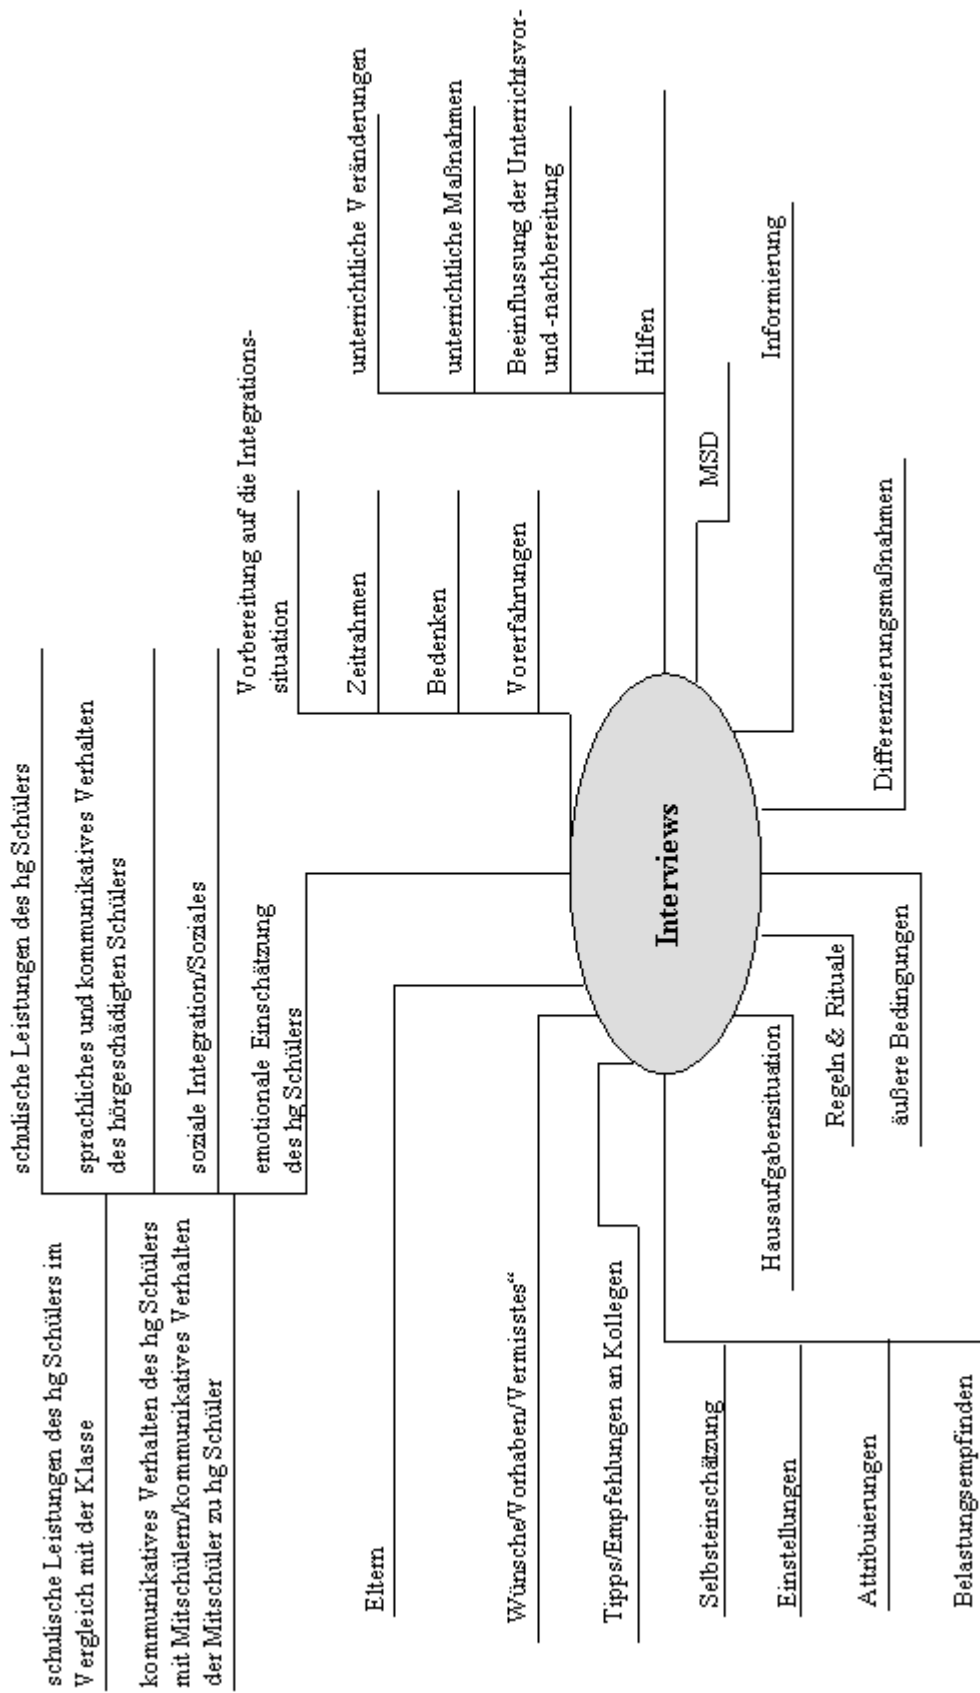 schulische Leistungen des hg Schülers im
Vergleich mit der Klasse
kommunikatives Verhalten des hg Schülers
mit Mitschülern/kommunikatives Verhalten
der Mitschüler zu hg Schüler
schulische Leistungen des hg Schülers
sprachliches und kommunikatives Verhalten
des hörgeschädigten Schülers
soziale Integration/Soziales
emotionale Einschätzung
des hg Schülers
Vorbereitung auf die Integrations-
situation
Zeitrahmen
Bedenken
Vorerfahrungen
unterrichtliche Veränderungen
unterrichtliche Maßnahmen
Beeinflussung der Unterrichtsvor-
und -nachbereitung
Hilfen
Eltern
Wünsche/Vorhaben/Vermisstes“
Tipps/Empfehlungen an Kollegen
Interviews
MSD
Informierung
Differenzierungsmaßnahmen
Selbsteinschätzung
Einstellungen
Attribuierungen
Belastungsempfinden
Hausaufgabensituation
Regeln & Rituale
äußere Bedingungen